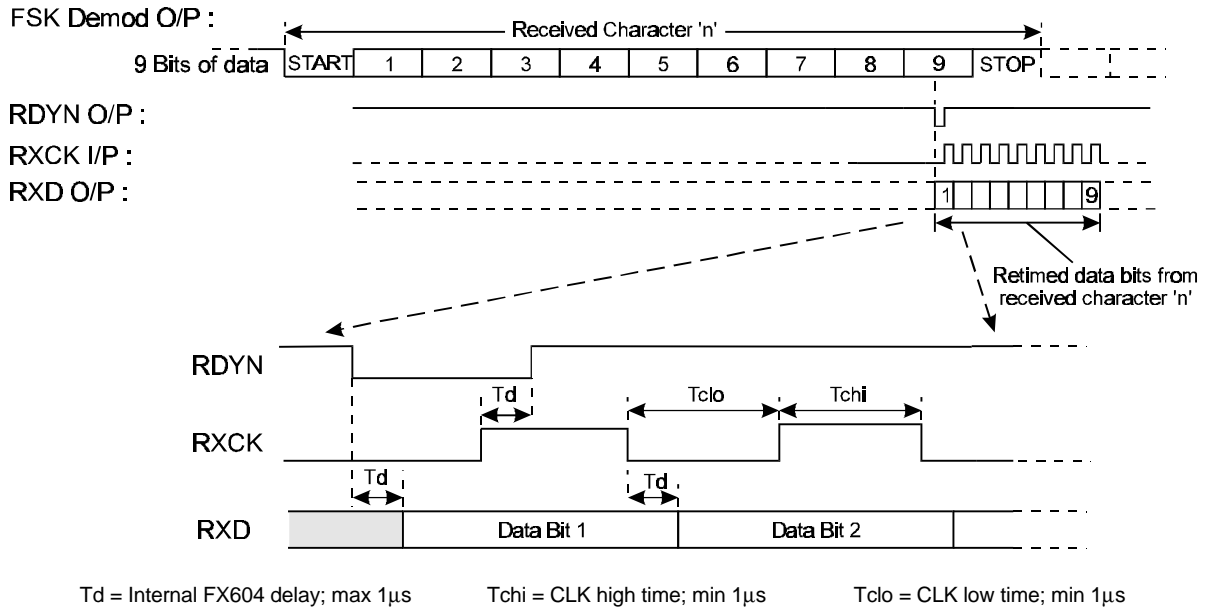 FSK Demod O/P :
Received Character 'n'
9 Bits of data START 1 2 3 4 5 6 7 8 9 STOP
RDYN O/P :
RXCK I/P :
RXD O/P : 1 9
Retimed data bits from
received character 'n'
RDYN
Td Tclo Tchi
RXCK
Td Td
RXD Data Bit 1 Data Bit 2
Td = Internal FX604 delay; max 1μs Tchi = CLK high time; min 1μs Tclo = CLK low time; min 1μs